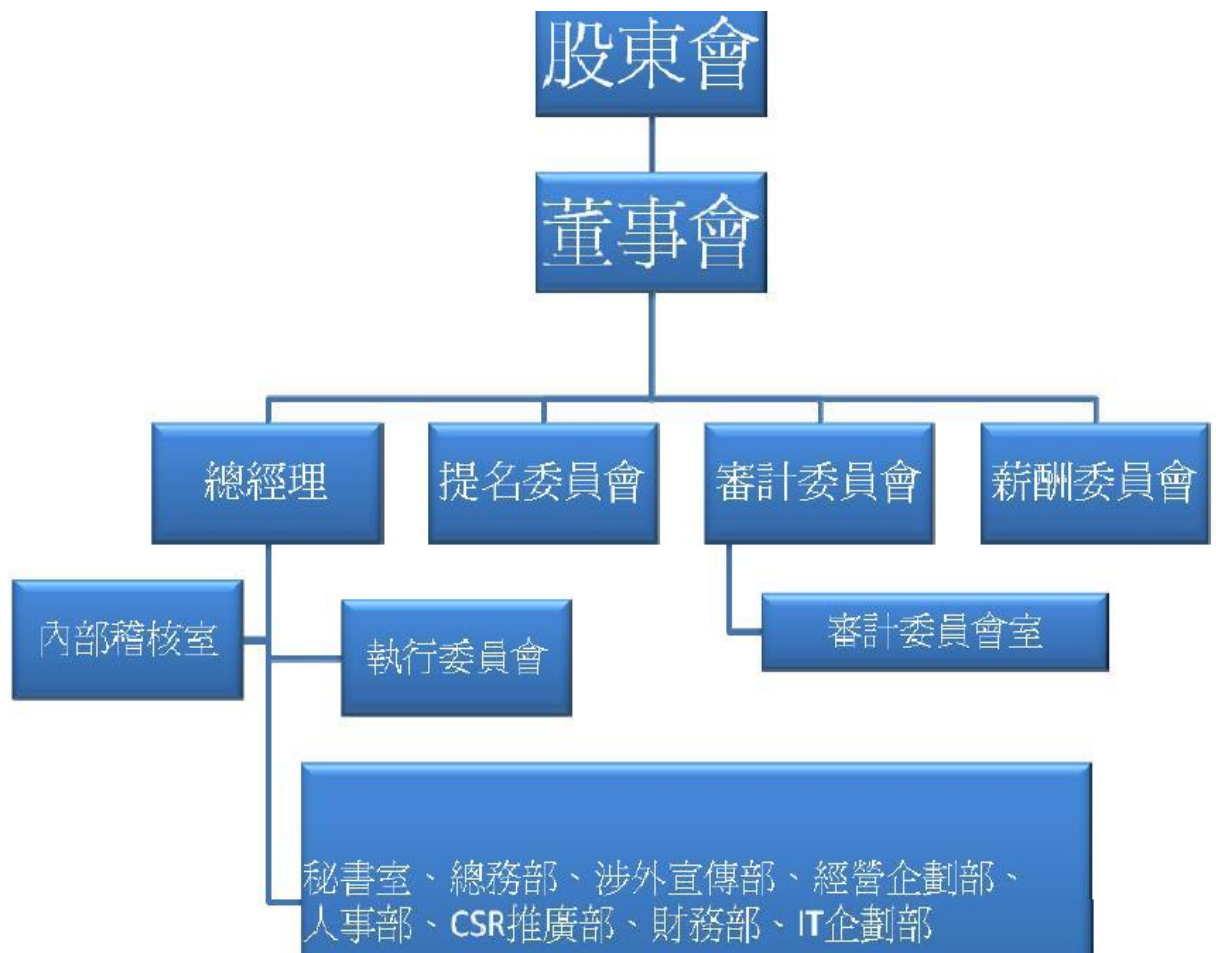 股東會
董事會
總經理
提名委員會
審計委員會
薪酬委員會
內部稽核室
執行委員會
審計委員會室
秘書室、總務部、涉外宣傳部、經營企劃部、
人事部、CSR推廣部、財務部、IT企劃部